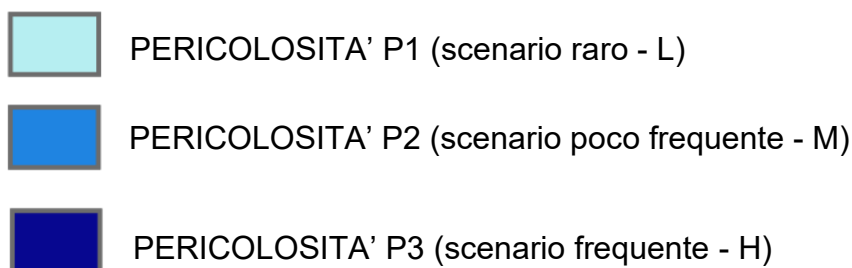 PERICOLOSITA’ P1 (scenario raro - L)
PERICOLOSITA’ P2 (scenario poco frequente - M)
PERICOLOSITA’ P3 (scenario frequente - H)